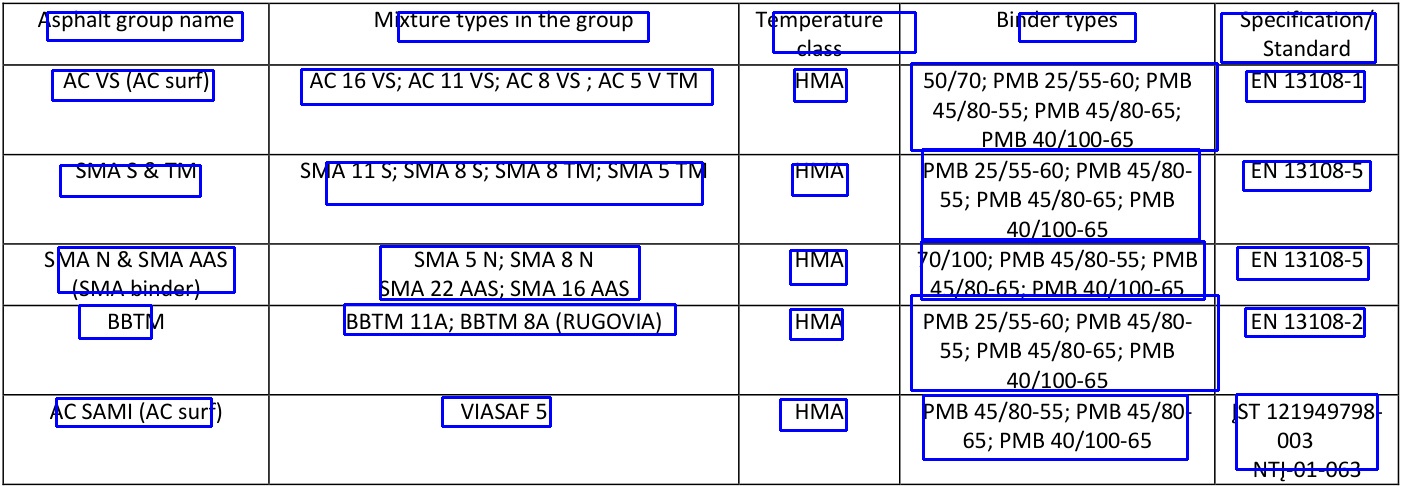 Asphalt group name
Mixture types in the group
Temperature
class
Binder types
Specification/
Standard
AC VS (AC surf)
AC 16 VS; AC 11 VS; AC 8 VS ; AC 5 V TM
HMA
50/70; PMB 25/55-60; PMB
45/80-55; PMB 45/80-65;
PMB 40/100-65
EN 13108-1
SMA S & TM
SMA 11 S; SMA 8 S; SMA 8 TM; SMA 5 TM
HMA
PMB 25/55-60; PMB 45/80-
55; PMB 45/80-65; PMB
40/100-65
EN 13108-5
SMA N & SMA AAS
(SMA binder)
SMA 5 N; SMA 8 N
SMA 22 AAS; SMA 16 AAS
HMA
70/100; PMB 45/80-55; PMB
45/80-65; PMB 40/100-65
EN 13108-5
BBTM
BBTM 11A; BBTM 8A (RUGOVIA)
HMA
PMB 25/55-60; PMB 45/80-
55; PMB 45/80-65; PMB
40/100-65
EN 13108-2
AC SAMI (AC surf)
VIASAF 5
HMA
PMB 45/80-55; PMB 45/80-
65; PMB 40/100-65
ĮST 121949798-
003
NTĮ-01-063